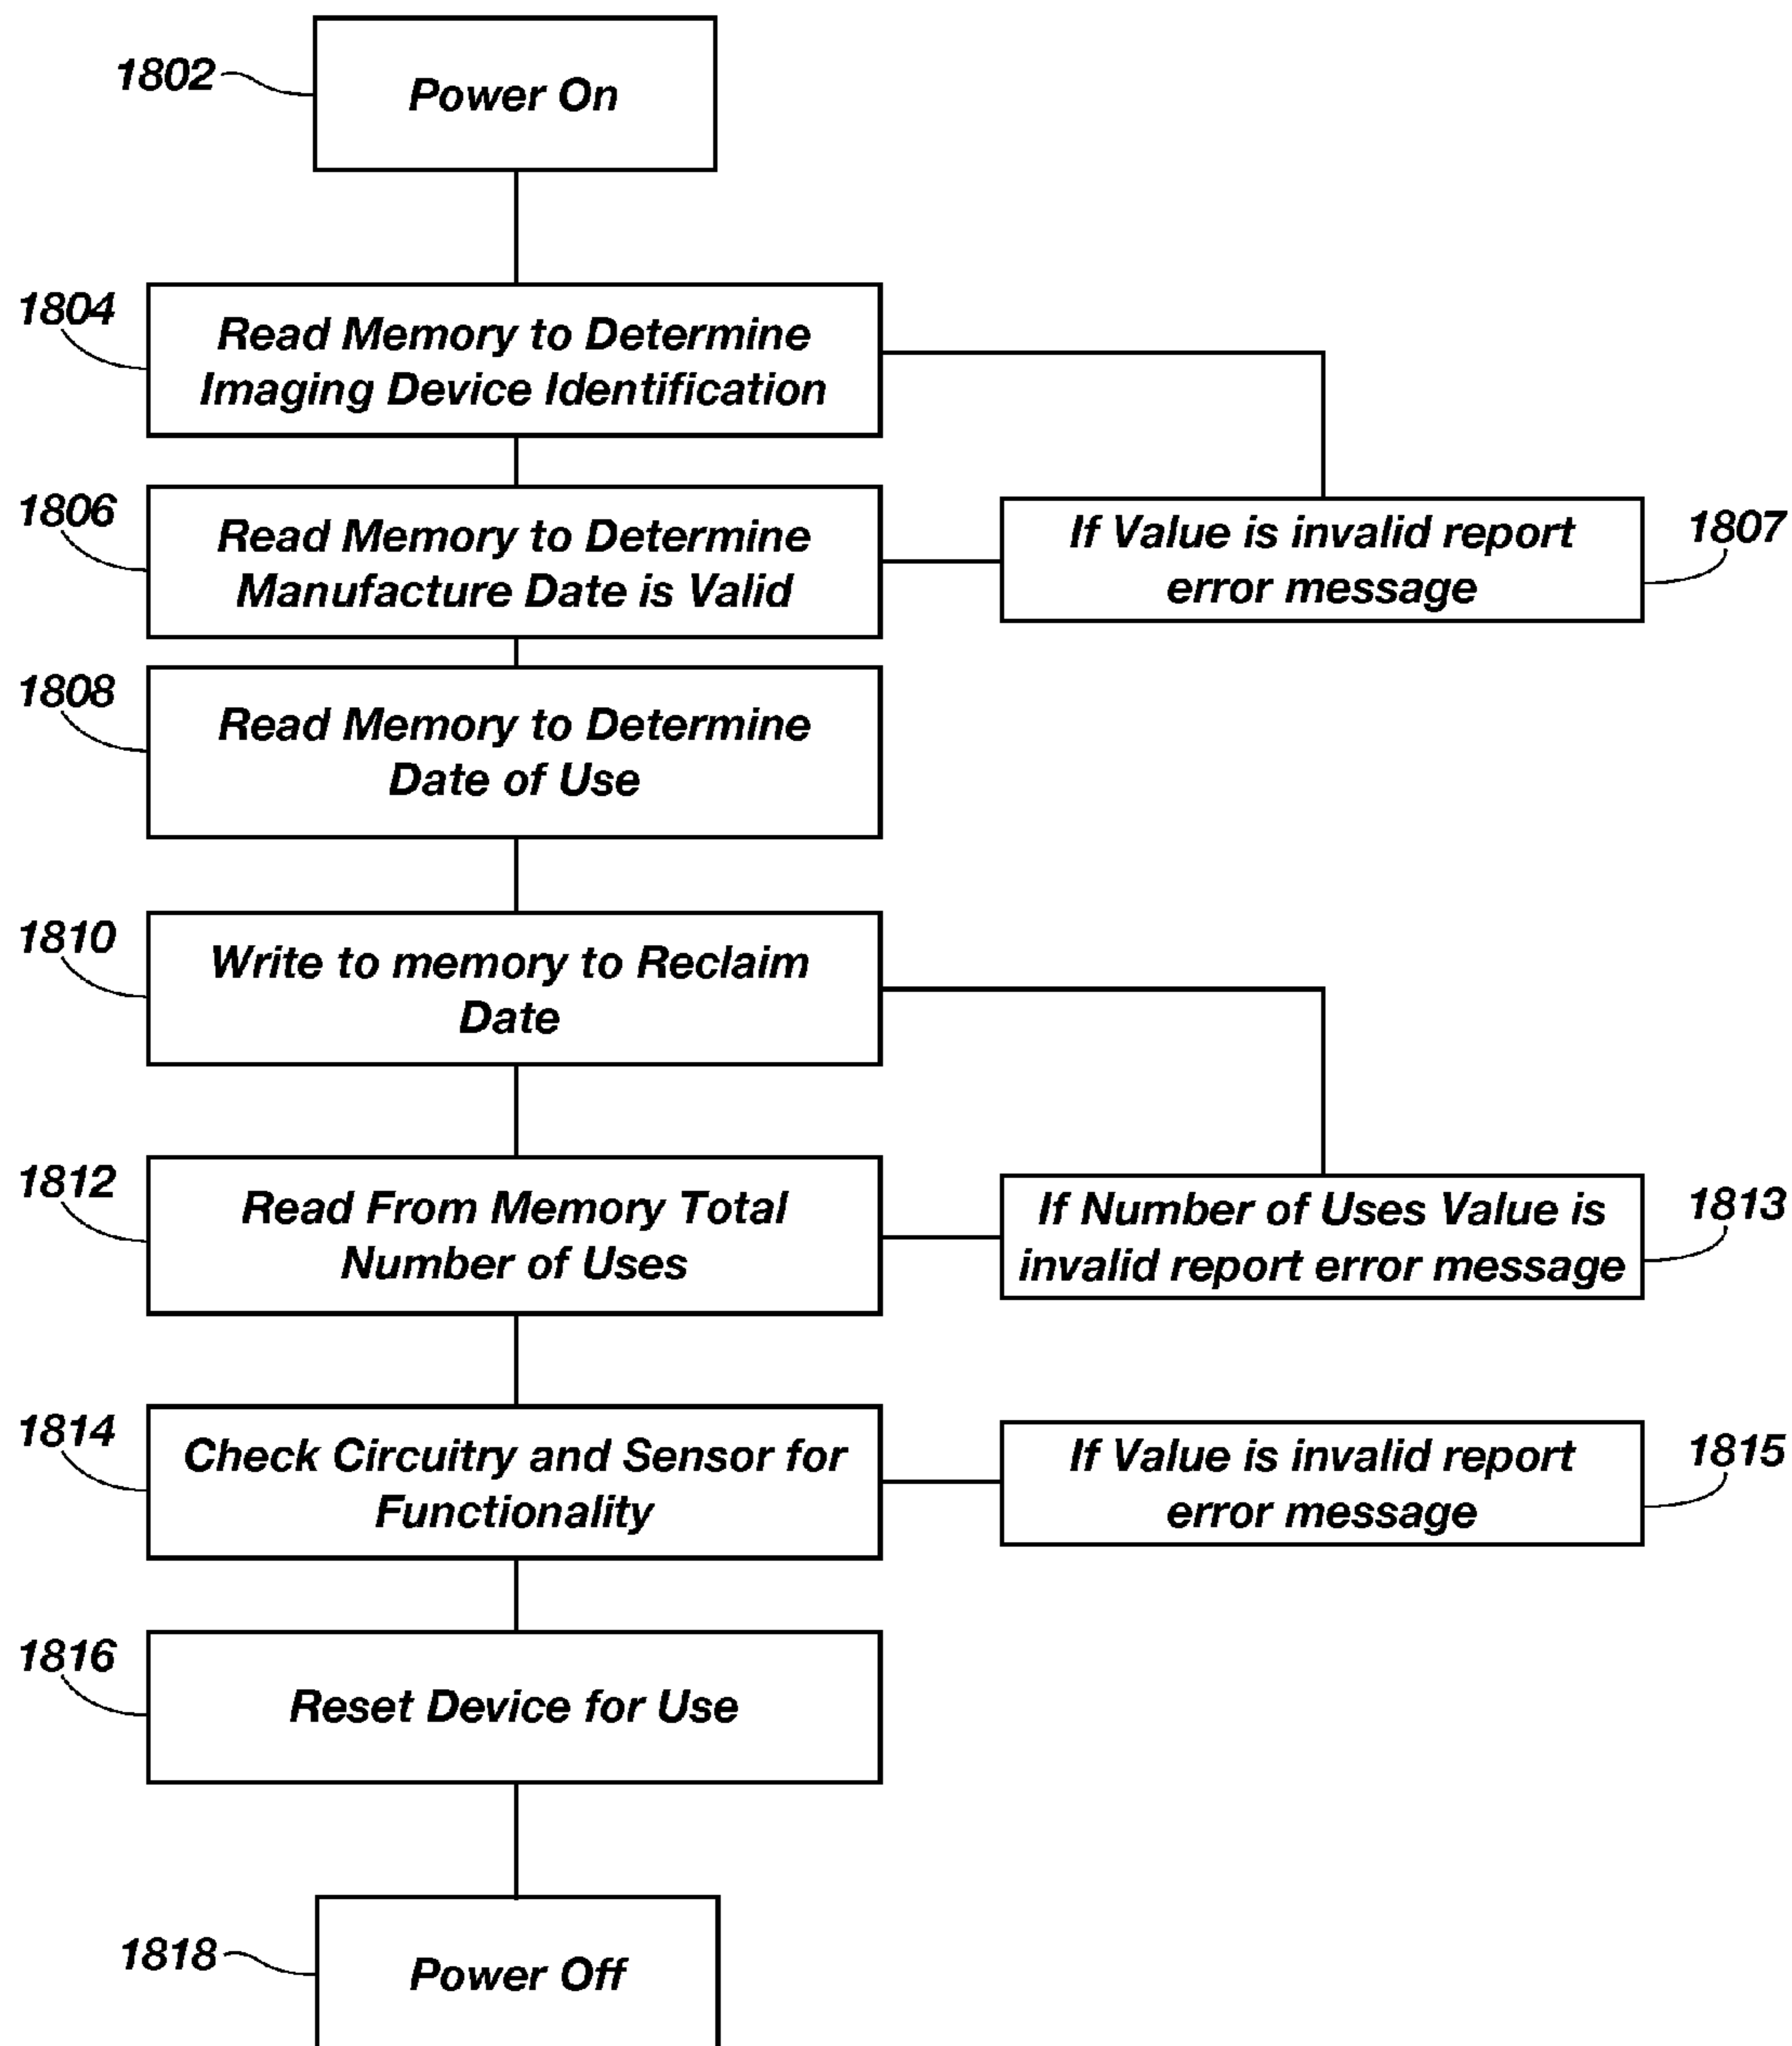 1802
Power On
1804
Read Memory to Determine
Imaging Device Identification
1806
Read Memory to Determine
Manufacture Date is Valid
If Value is invalid report
error message
1807
1808
Read Memory to Determine
Date of Use
1810
Write to memory to Reclaim
Date
1812
Read From Memory Total
Number of Uses
If Number of Uses Value is
invalid report error message
1813
1814
Check Circuitry and Sensor for
Functionality
If Value is invalid report
error message
1815
1816
Reset Device for Use
1818
Power Off